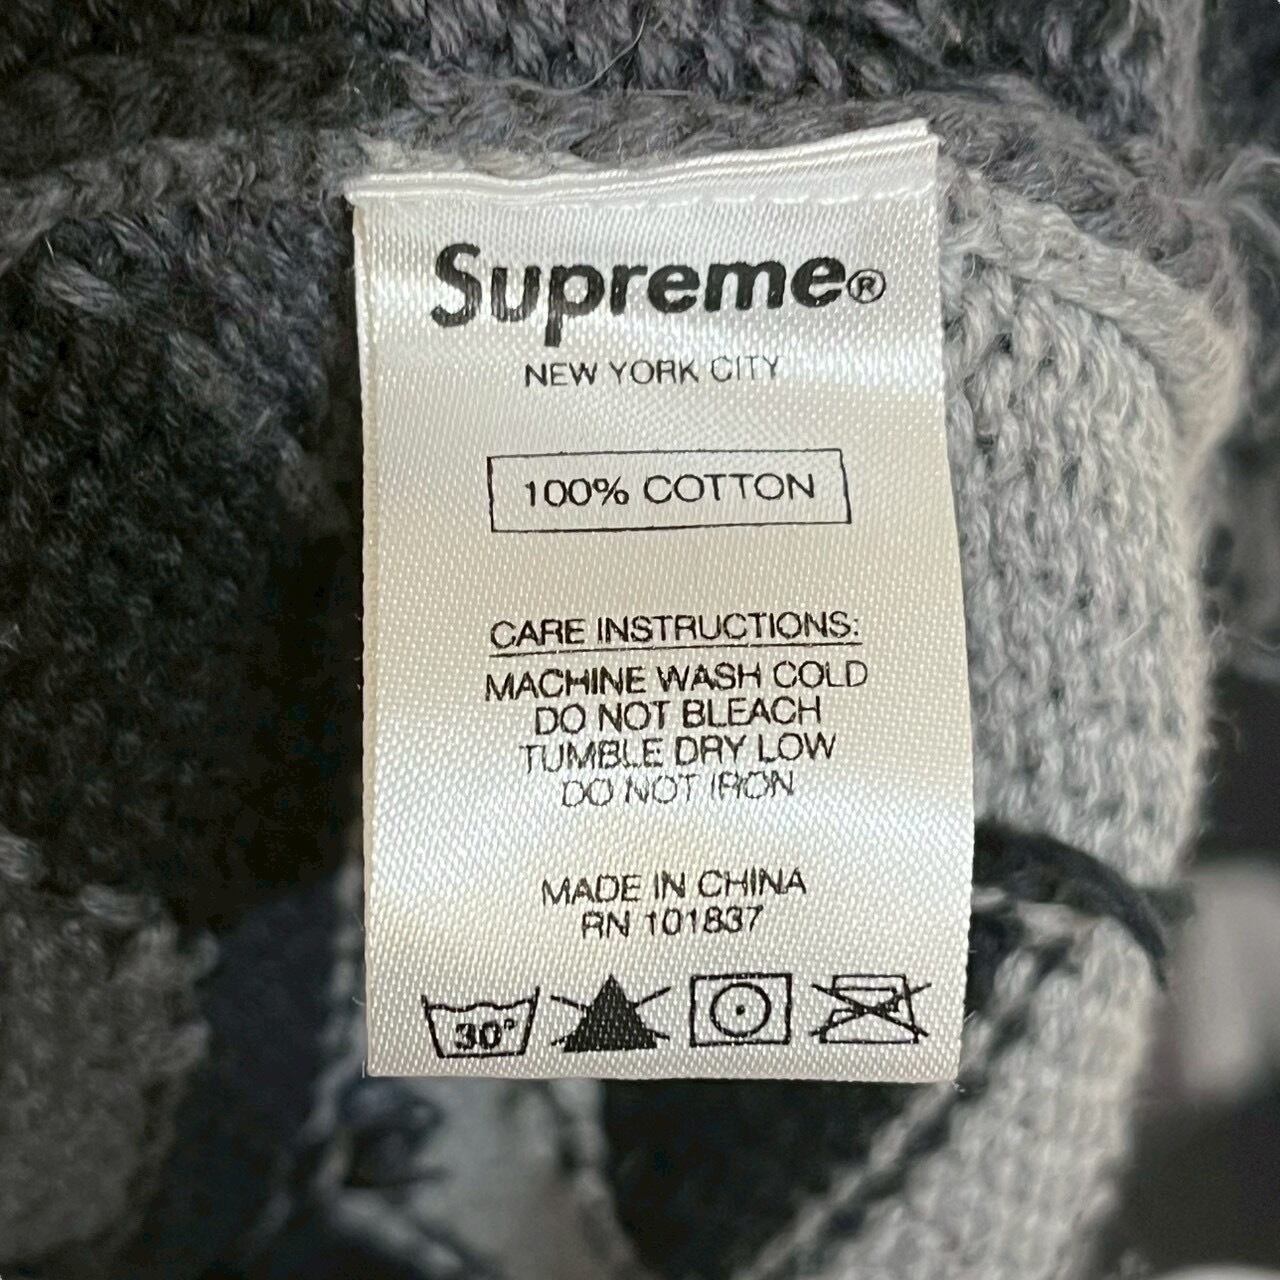 Supreme®
NEW YORK CITY
100% COTTON
CARE INSTRUCTIONS:
MACHINE WASH COLD
DO NOT BLEACH
TUMBLE DRY LOW
DO NOT IRON
MADE IN CHINA
RN 101837
30°